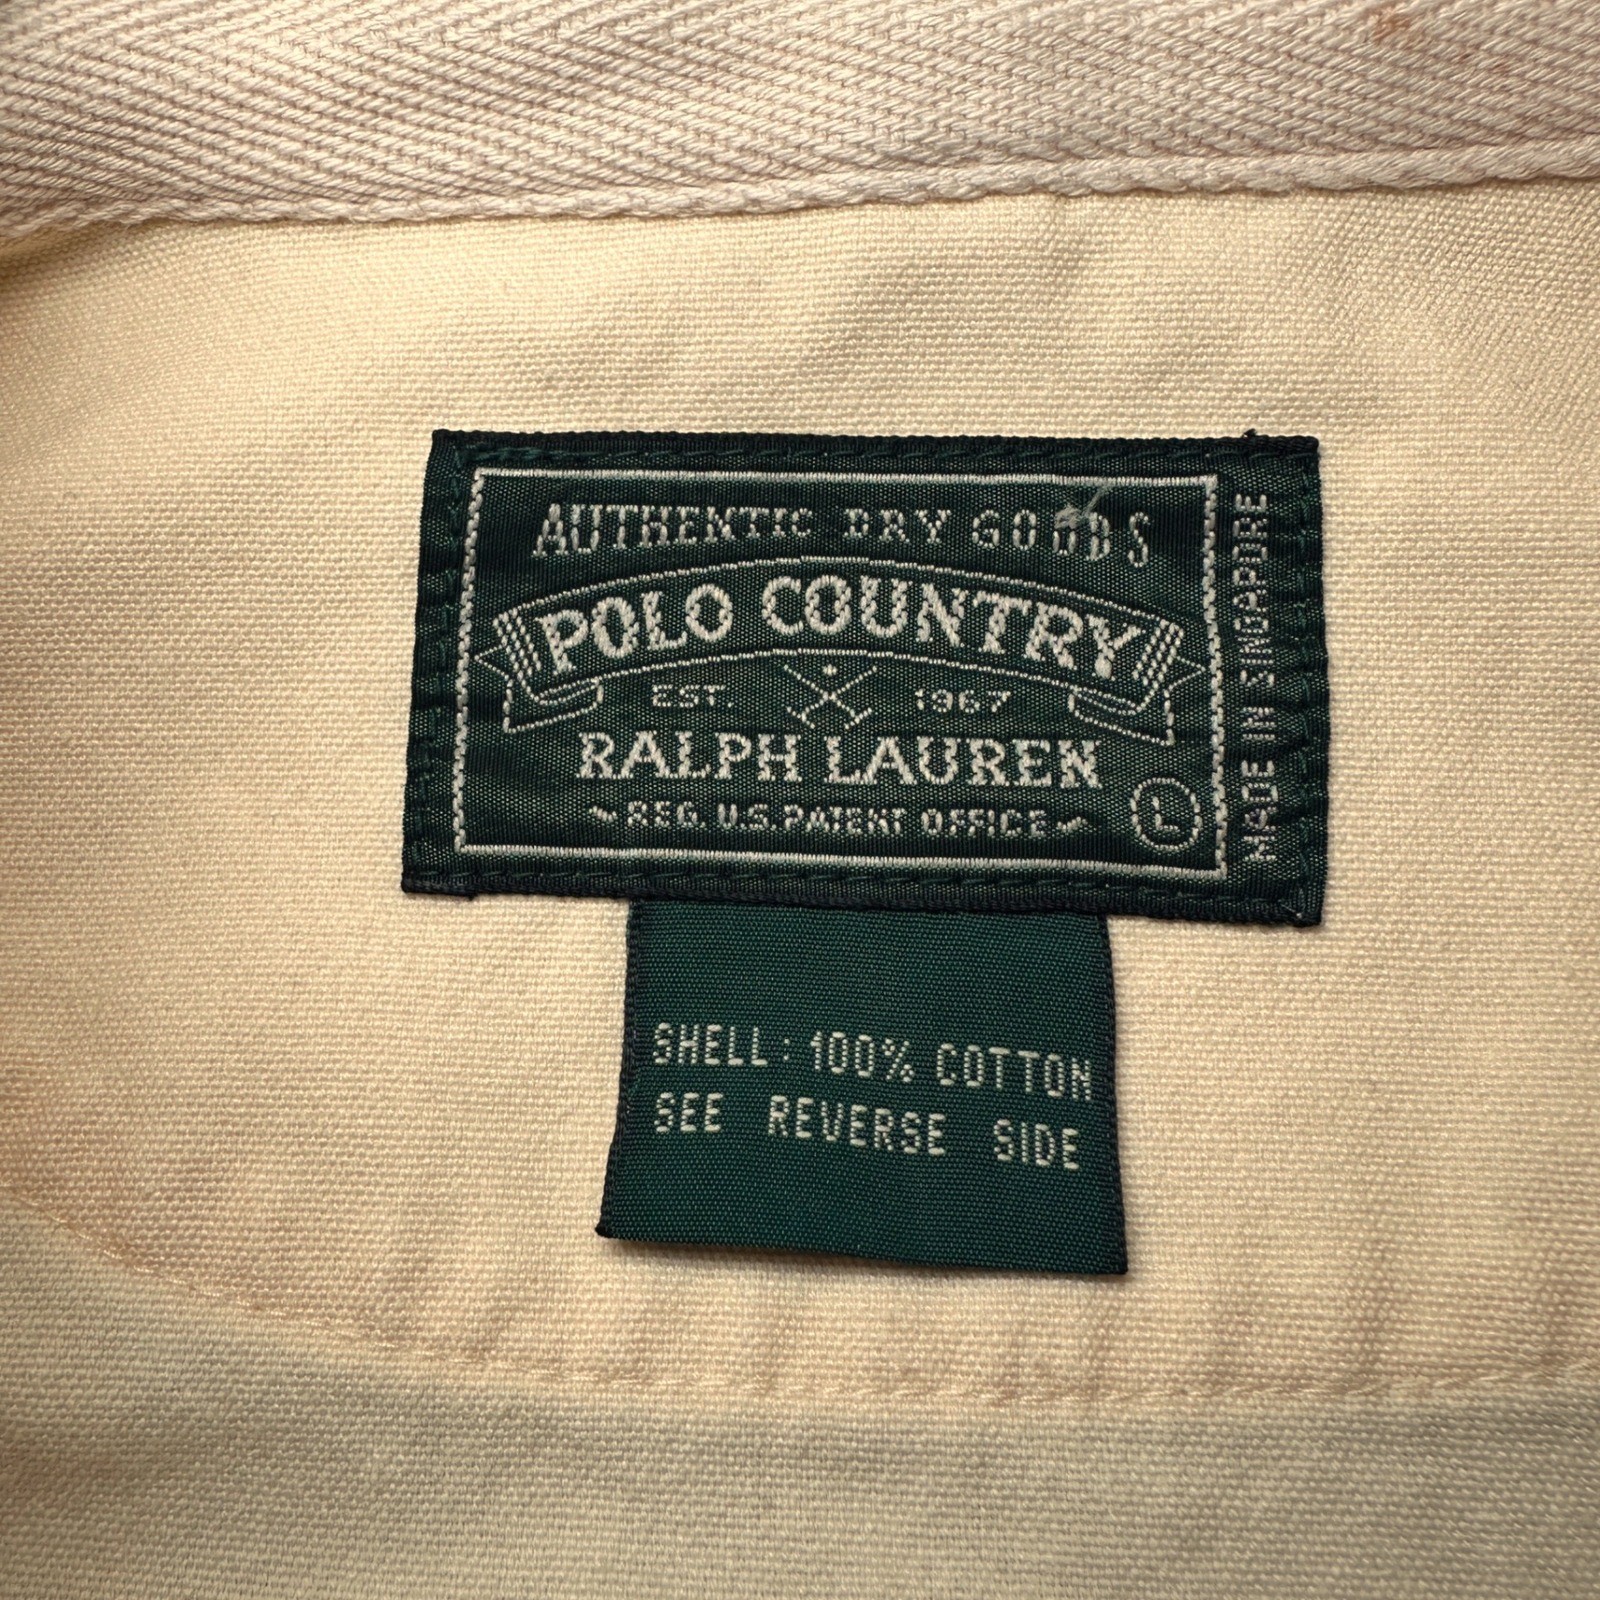 AUTHENTIC DRY GOODS
POLO COUNTRY
EST. 1967
RALPH LAUREN
REG. U.S. PATENT OFFICE
L
MADE IN SINGAPORE
SHELL: 100% COTTON
SEE REVERSE SIDE